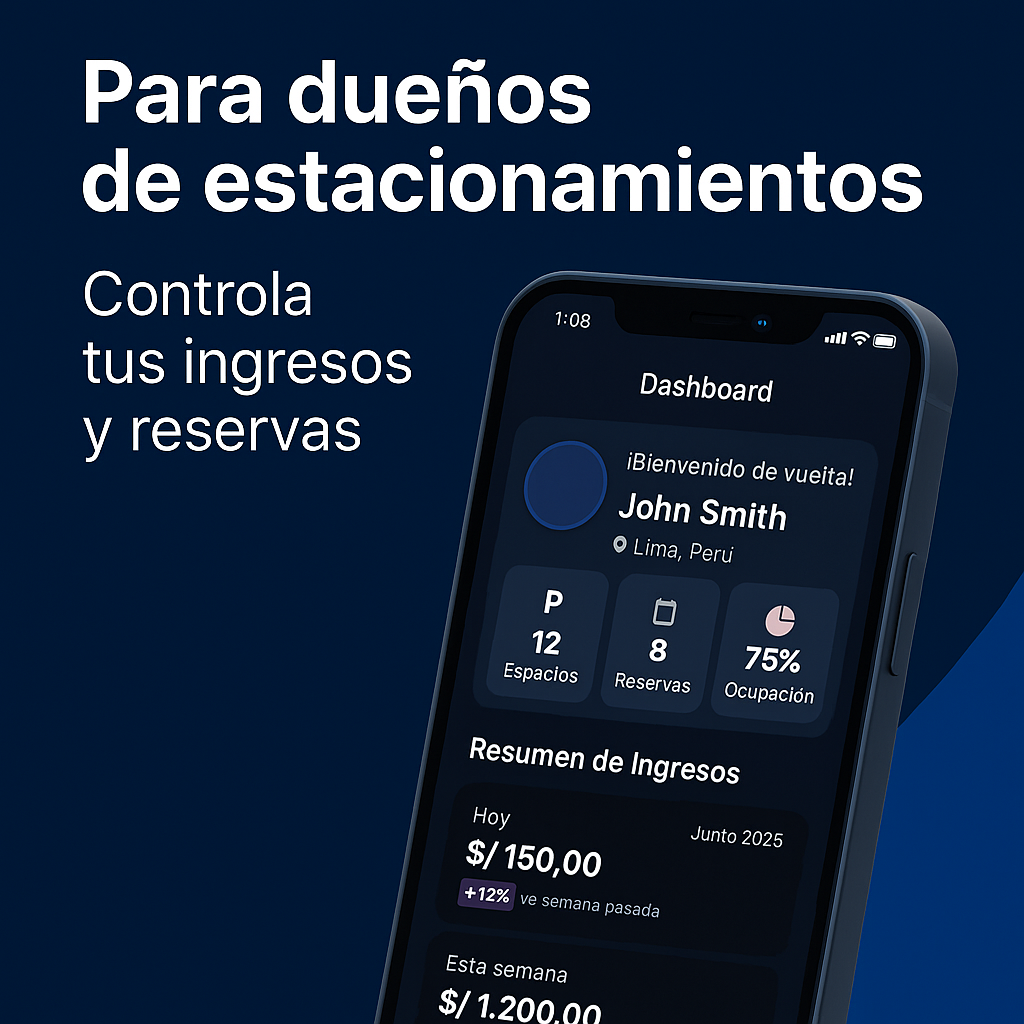 Para dueños
de estacionamientos
Controla
tus ingresos
y reservas
1:08
Dashboard
¡Bienvenido de vueita!
John Smith
Lima, Perú
P
12
Espacios
8
Reservas
75%
Ocupación
Resumen de Ingresos
Hoy
Junto 2025
$/ 150,00
+12% ve semana pasada
Esta semana
$/ 1.200,00